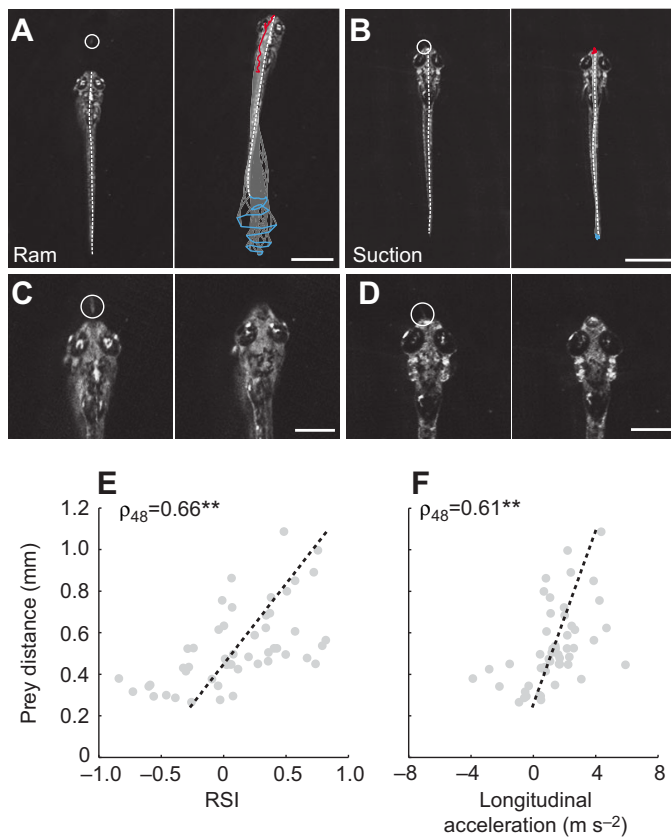 A
B
Ram
Suction
C
D
E
F
ρ48=0.66**
ρ48=0.61**
Prey distance (mm)
1.2
1.0
0.8
0.6
0.4
0.2
0
–1.0 –0.5 0 0.5 1.0
–8 –4 0 4 8
RSI
Longitudinal
acceleration (m s–2)